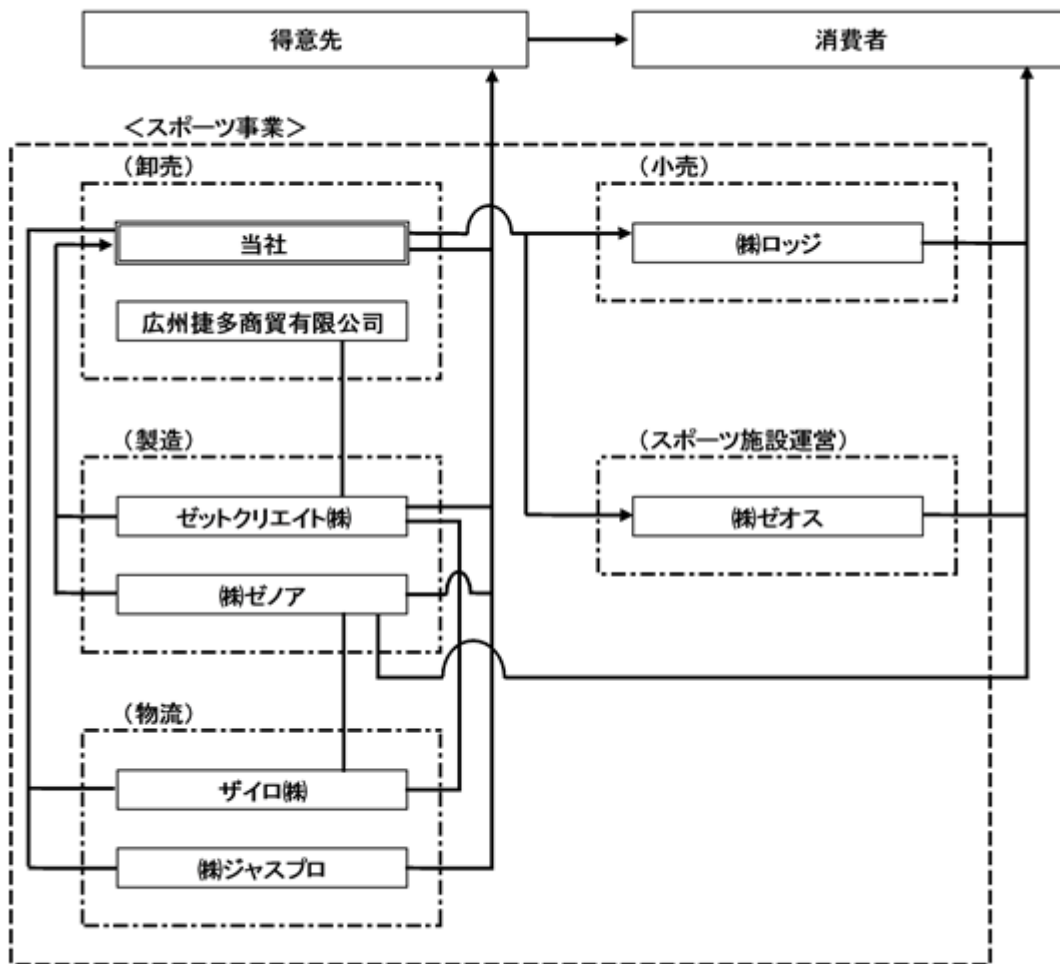 得意先
消費者
＜スポーツ事業＞
（卸売）
（小売）
当社
㈱ロッジ
広州捷多商貿有限公司
（製造）
（スポーツ施設運営）
ゼットクリエイト㈱
㈱ゼオス
㈱ゼノア
（物流）
ザイロ㈱
㈱ジャスプロ